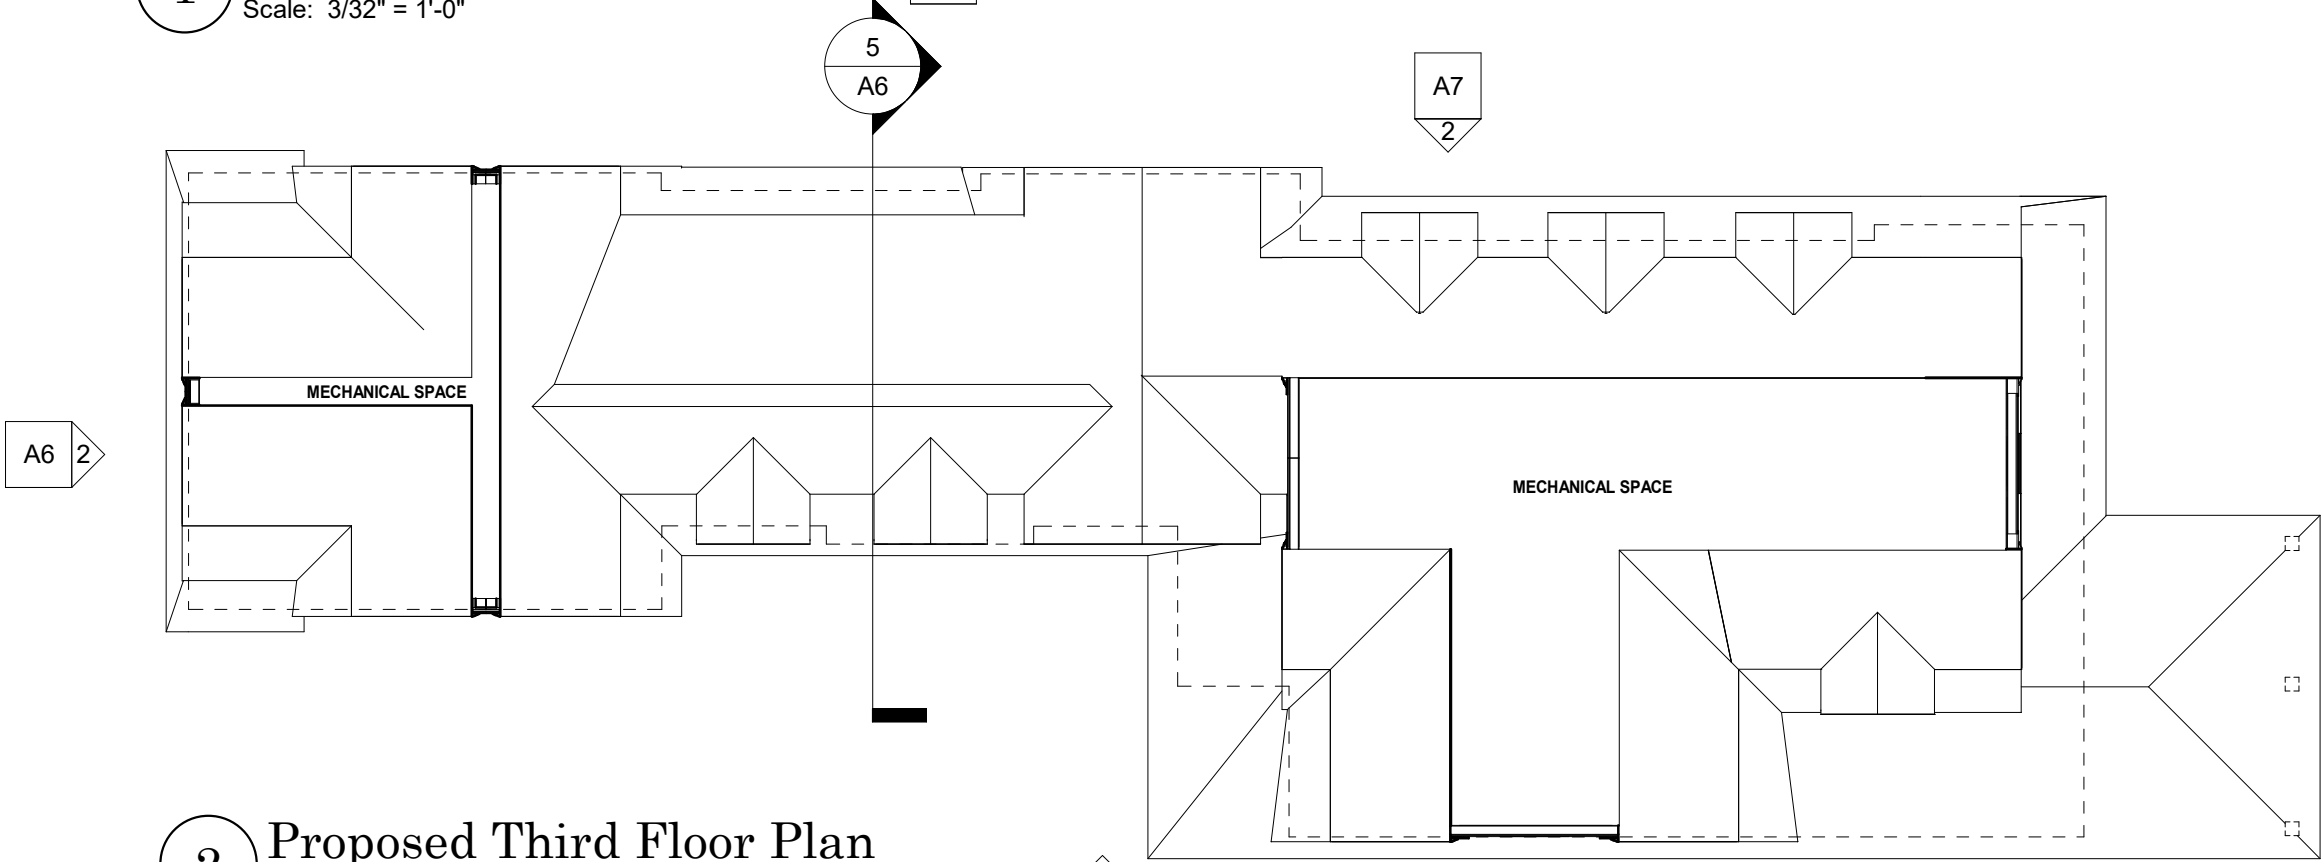 Scale: 3/32" = 1'-0"
5
A6
A7
2
MECHANICAL SPACE
A6 2
MECHANICAL SPACE
Proposed Third Floor Plan